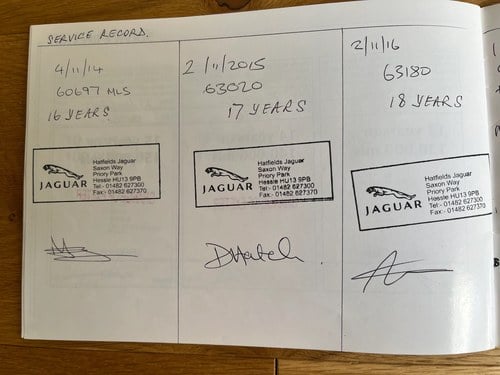 SERVICE RECORD.
4/11/14
60697 MLS
16 YEARS
JAGUAR
Hatfields Jaguar
Saxon Way
Priory Park
Hessle HU13 9PB
Tel:- 01482 627300
Fax:- 01482 627370
2/11/2015
63020
17 YEARS
JAGUAR
Hatfields Jaguar
Saxon Way
Priory Park
Hessle HU13 9PB
Tel:- 01482 627300
Fax:- 01482 627370
DHatch
2/11/16
63180
18 YEARS
JAGUAR
Hatfields Jaguar
Saxon Way
Priory Park
Hessle HU13 9PB
Tel:- 01482 627300
Fax:- 01482 627370